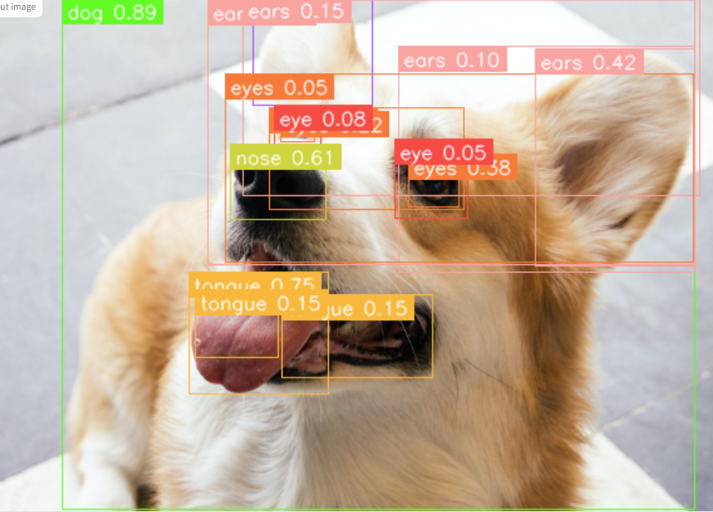 ut image
dog 0.89
ear
ears 0.15
ears 0.10
ears 0.42
eyes 0.05
eye 0.08
nose 0.61
eye 0.05
eyes 0.38
tongue 0.75
tongue 0.15
gue 0.15